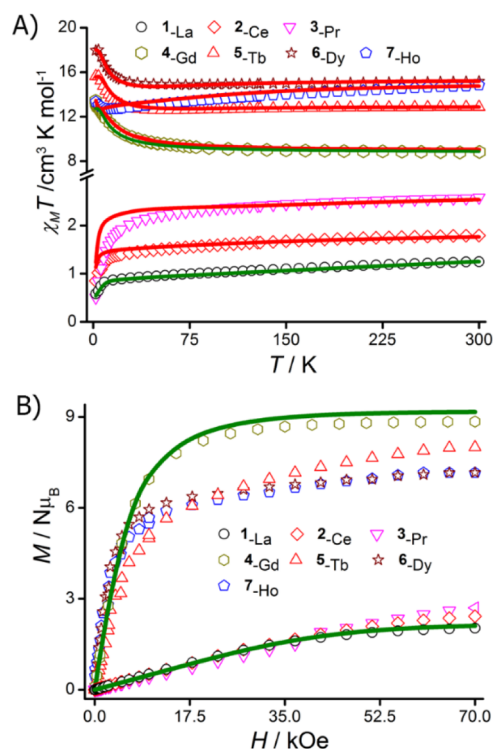 A)
1-La 2-Ce 3-Pr
4-Gd 5-Tb 6-Dy 7-Ho
χMT /cm³ K mol⁻¹
20
16
12
8
2
1
0
0 75 150 225 300
T / K
B)
M / NμB
9
6
3
0
1-La 2-Ce 3-Pr
4-Gd 5-Tb 6-Dy
7-Ho
0.0 17.5 35.0 52.5 70.0
H / kOe